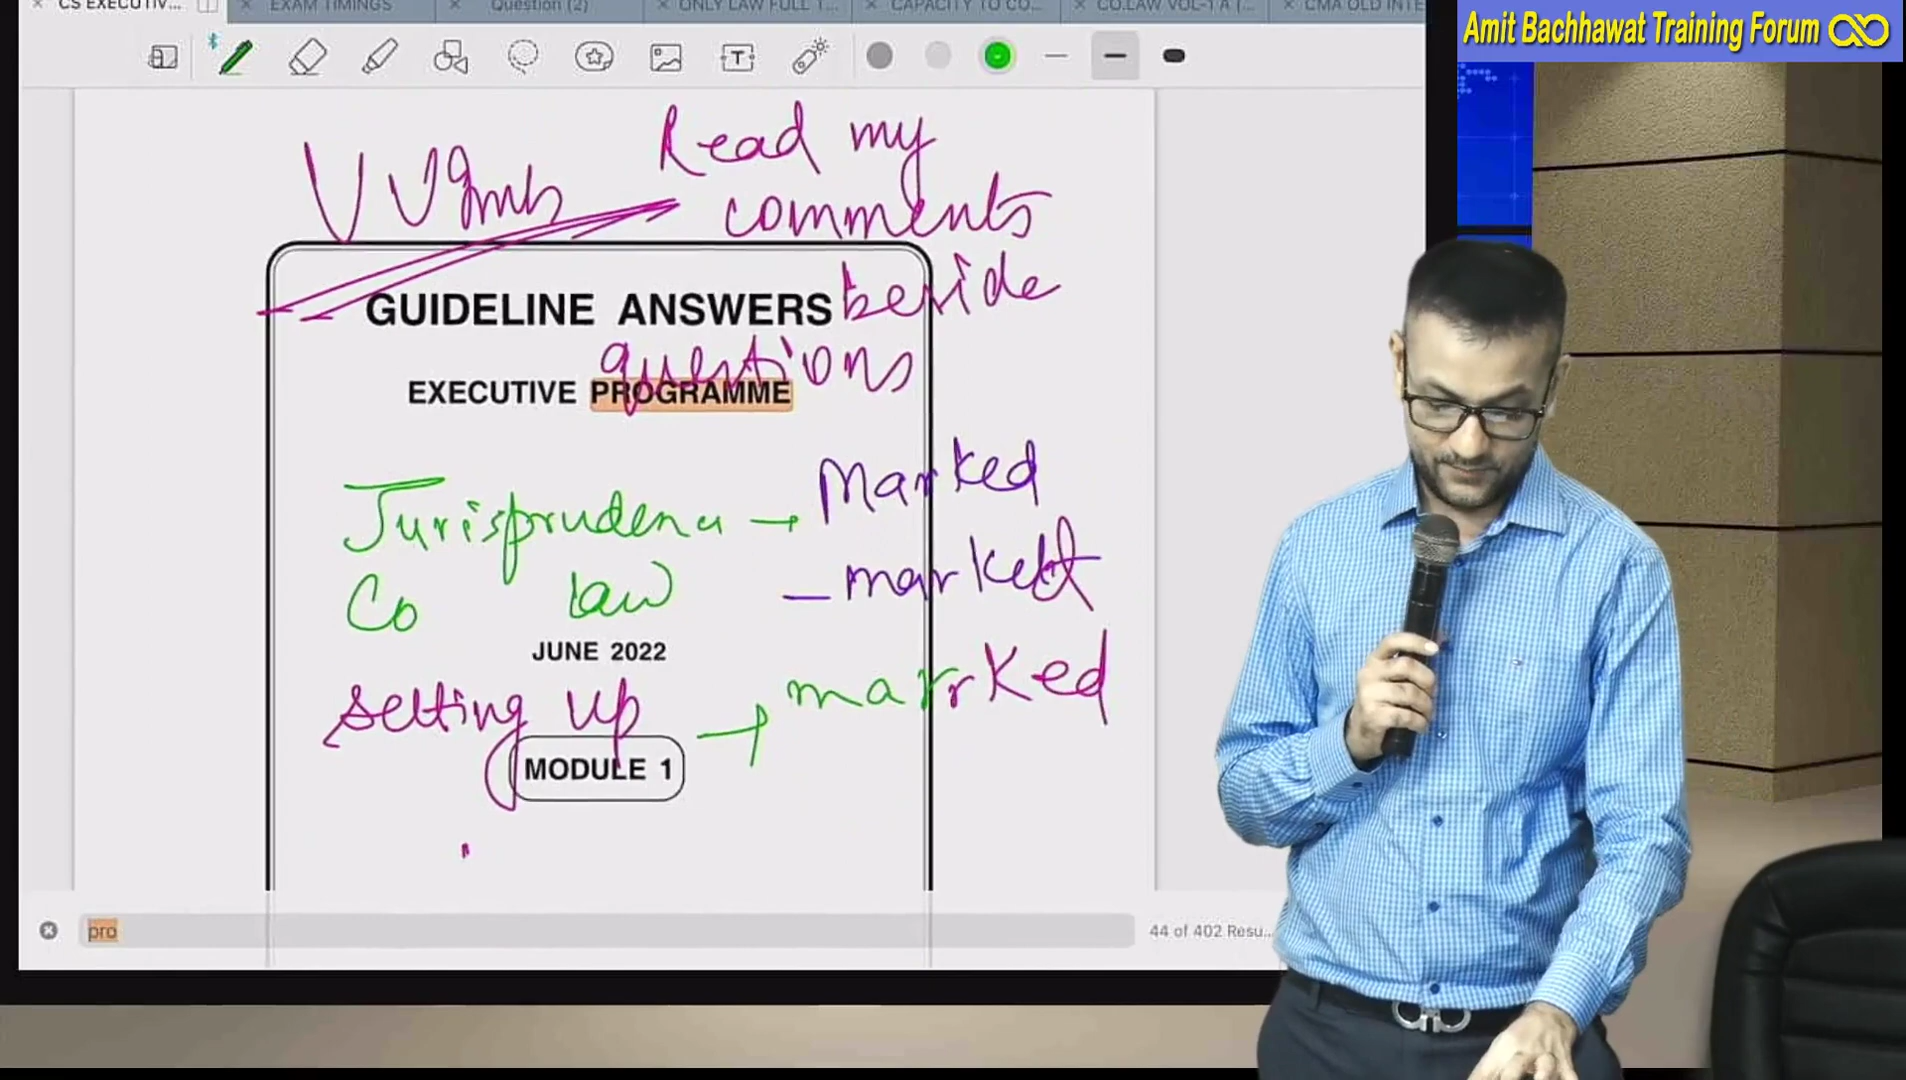 CS EXECUTIV...
EXAM TIMINGS
Question (2)
ONLY LAW FULL 1...
CAPACITY TO CO...
CO.LAW VOL-1 A (...
CMA OLD INTE
Amit Bachhawat Training Forum
T
Read my
comments
beside
questions
GUIDELINE ANSWERS
EXECUTIVE PROGRAMME
Jurisprudence → Marked
Co law
JUNE 2022
Setting up → marrked
MODULE 1
pro
44 of 402 Resu...